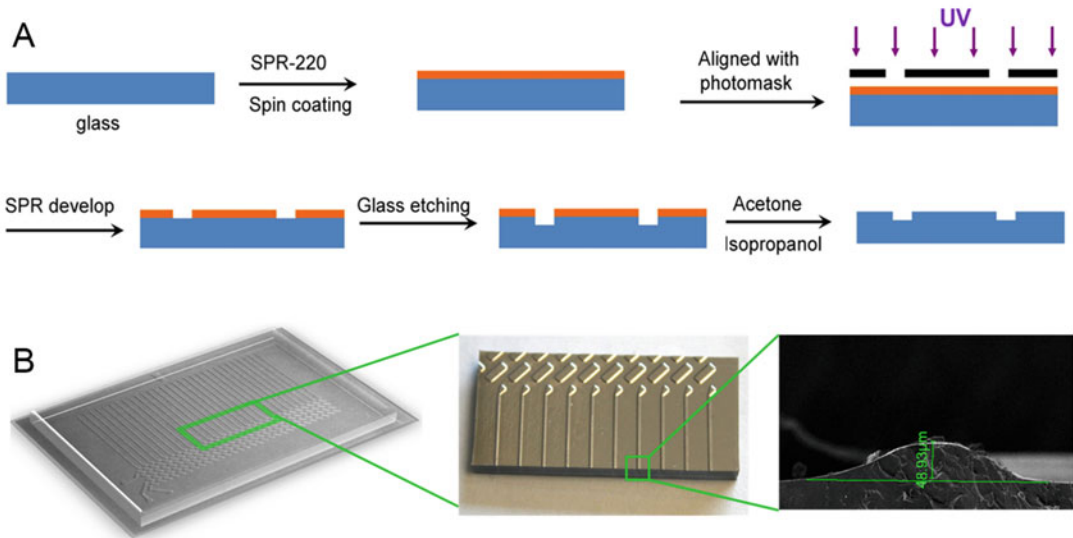 A
UV
SPR-220
Spin coating
Aligned with
photomask
glass
SPR develop
Glass etching
Acetone
Isopropanol
B
48.93µm